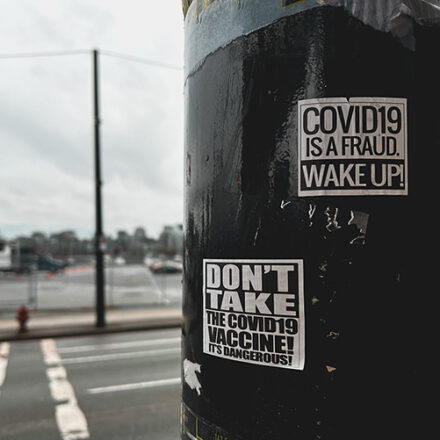 COVID19
IS A FRAUD.
WAKE UP!
DON'T
TAKE
THE COVID19
VACCINE!
IT'S DANGEROUS!